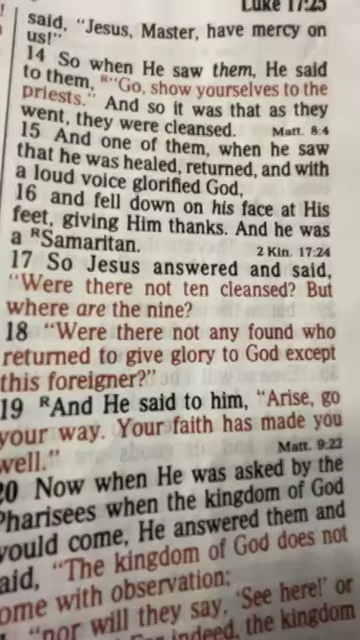 Luke 17:25
said, "Jesus, Master, have mercy on
us!"
14 So when He saw them, He said
to them, R"Go, show yourselves to the
priests." And so it was that as they
went, they were cleansed. Matt. 8:4
15 And one of them, when he saw
that he was healed, returned, and with
a loud voice glorified God,
16 and fell down on his face at His
feet, giving Him thanks. And he was
a RSamaritan. 2 Kin. 17:24
17 So Jesus answered and said,
"Were there not ten cleansed? But
where are the nine?
18 "Were there not any found who
returned to give glory to God except
this foreigner?"
19 RAnd He said to him, "Arise, go
your way. Your faith has made you
well." Matt. 9:22
20 Now when He was asked by the
Pharisees when the kingdom of God
would come, He answered them and
said, "The kingdom of God does not
come with observation;
"nor will they say, 'See here!' or
indeed, the kingdom